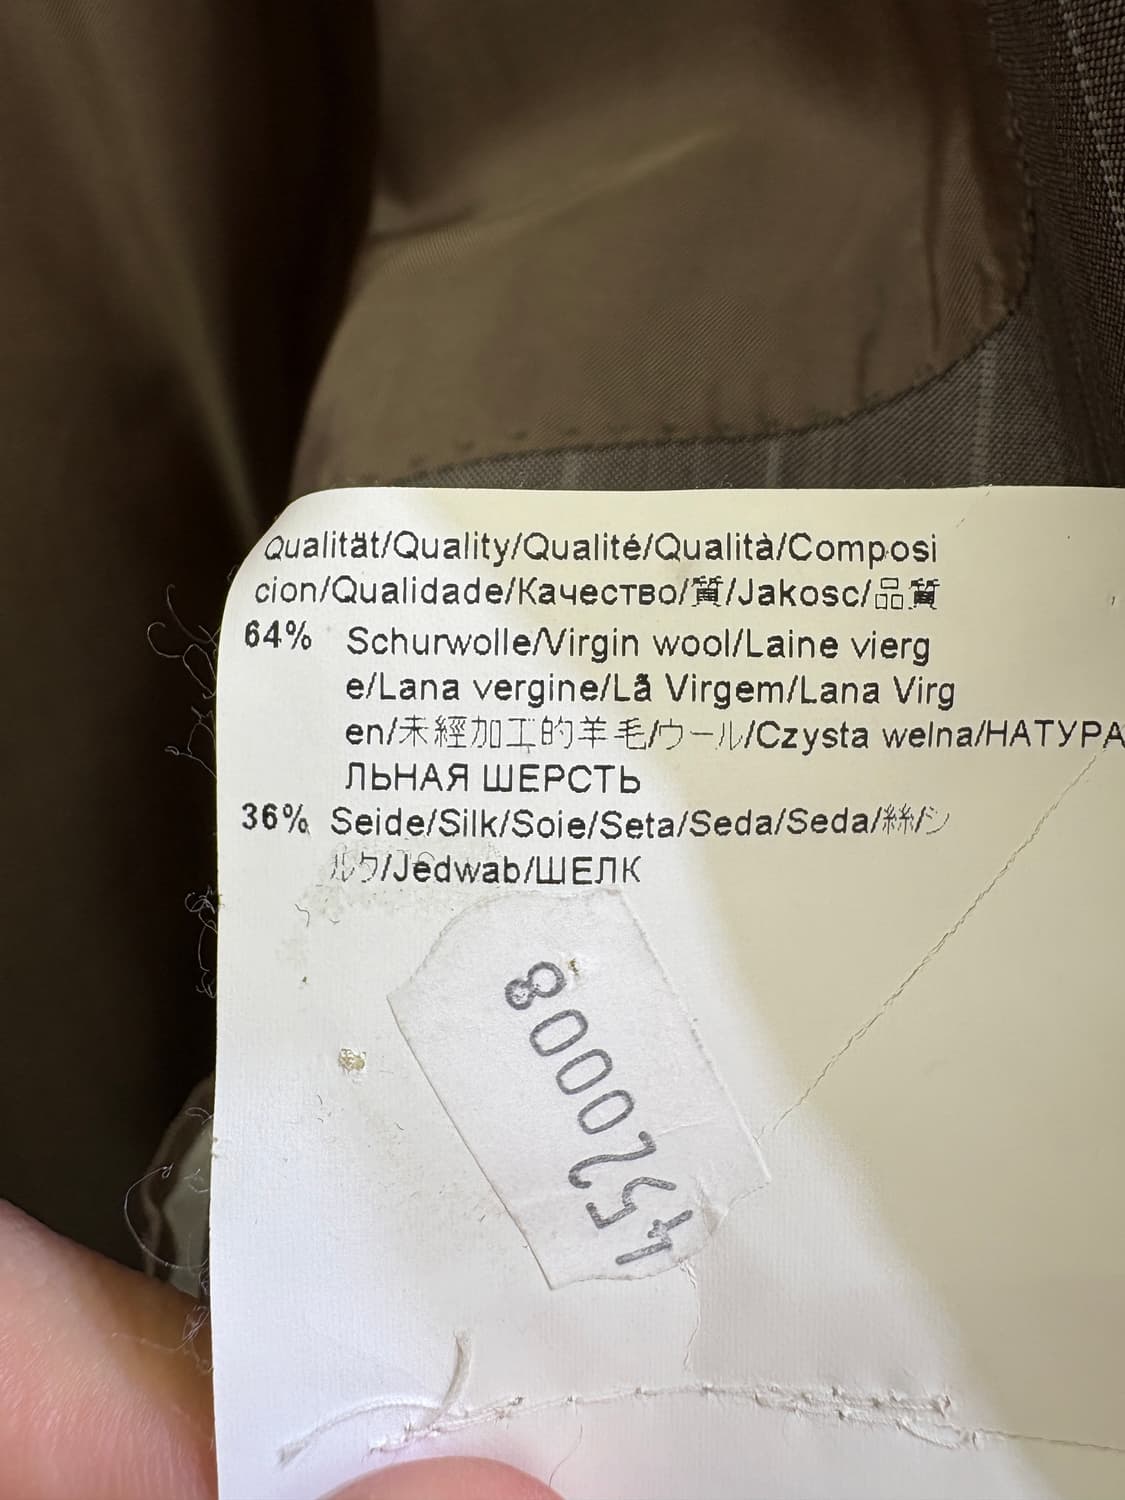 Qualität/Quality/Qualité/Qualità/Composi
cion/Qualidade/Качество/質/Jakosc/品質
64% Schurwolle/Virgin wool/Laine vierg
e/Lana vergine/Lã Virgem/Lana Virg
en/未經加工的羊毛/ウール/Czysta welna/НАТУРА
ЛЬНАЯ ШЕРСТЬ
36% Seide/Silk/Soie/Seta/Seda/Seda/絲/シ
ルク/Jedwab/ШЕЛК
8000254